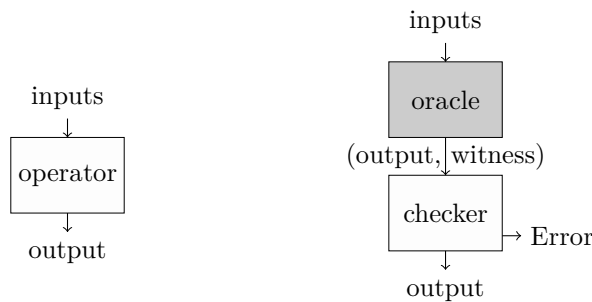 inputs
operator
output
inputs
oracle
(output, witness)
checker
Error
output